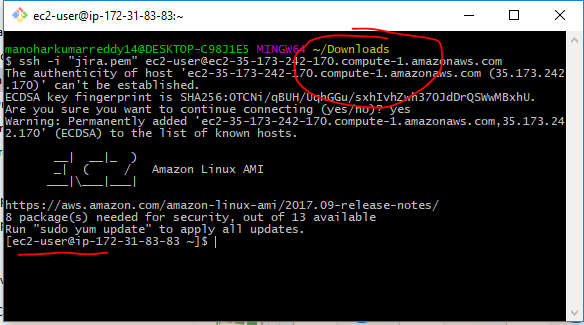 ec2-user@ip-172-31-83-83:~
manoharkumarreddy14@DESKTOP-C98J1E5 MINGW64 ~/Downloads
$ ssh -i "jira.pem" ec2-user@ec2-35-173-242-170.compute-1.amazonaws.com
The authenticity of host 'ec2-35-173-242-170.compute-1.amazonaws.com (35.173.242
.170)' can't be established.
ECDSA key fingerprint is SHA256:OTCNi/qBUH/UqhGGu/sxhIvhZwh370JdDrQSWwMBxhU.
Are you sure you want to continue connecting (yes/no)? yes
Warning: Permanently added 'ec2-35-173-242-170.compute-1.amazonaws.com,35.173.24
2.170' (ECDSA) to the list of known hosts.
Amazon Linux AMI
https://aws.amazon.com/amazon-linux-ami/2017.09-release-notes/
8 package(s) needed for security, out of 13 available
Run "sudo yum update" to apply all updates.
[ec2-user@ip-172-31-83-83 ~]$